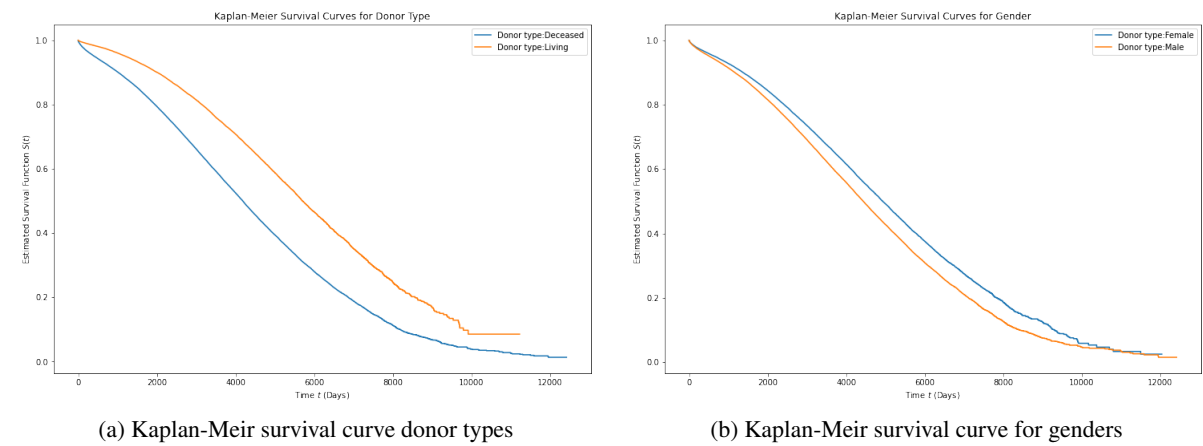 Kaplan-Meier Survival Curves for Donor Type
Donor type:Deceased
Donor type:Living
Estimated Survival Function S(t)
1.0
0.8
0.6
0.4
0.2
0.0
0 2000 4000 6000 8000 10000 12000
Time t (Days)
(a) Kaplan-Meir survival curve donor types
Kaplan-Meier Survival Curves for Gender
Donor type:Female
Donor type:Male
Estimated Survival Function S(t)
1.0
0.8
0.6
0.4
0.2
0.0
0 2000 4000 6000 8000 10000 12000
Time t (Days)
(b) Kaplan-Meir survival curve for genders